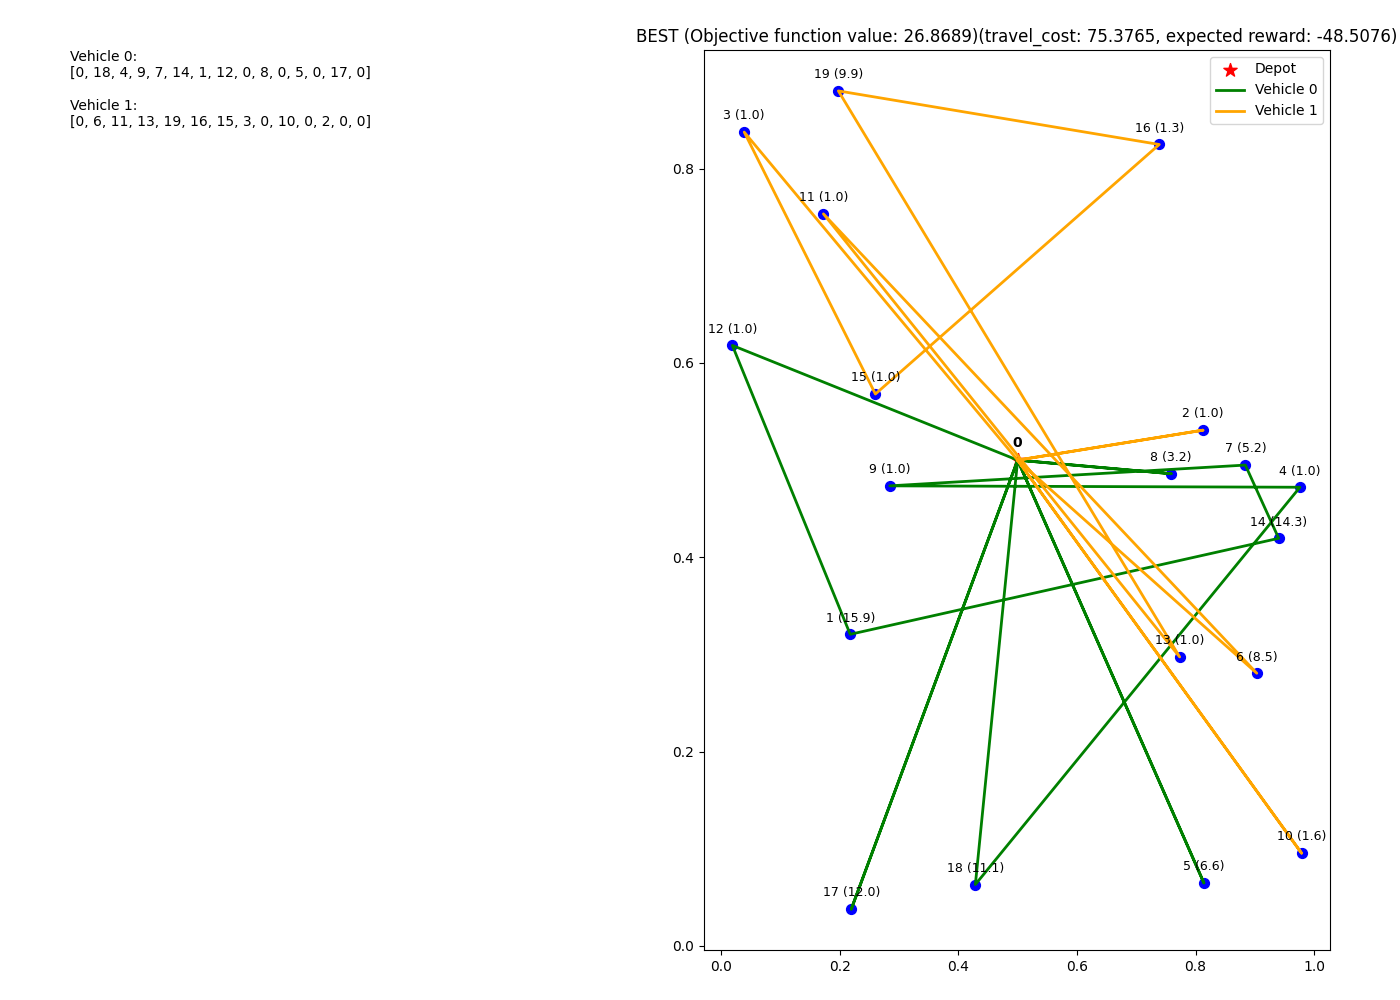 BEST (Objective function value: 26.8689)(travel_cost: 75.3765, expected reward: -48.5076)
Vehicle 0:
[0, 18, 4, 9, 7, 14, 1, 12, 0, 8, 0, 5, 0, 17, 0]
Vehicle 1:
[0, 6, 11, 13, 19, 16, 15, 3, 0, 10, 0, 2, 0, 0]
Depot
Vehicle 0
Vehicle 1
19 (9.9)
3 (1.0)
16 (1.3)
11 (1.0)
12 (1.0)
15 (1.0)
2 (1.0)
0
7 (5.2)
8 (3.2)
9 (1.0)
4 (1.0)
14 (14.3)
1 (15.9)
13 (1.0)
6 (8.5)
10 (1.6)
18 (11.1)
5 (6.6)
17 (12.0)
0.8
0.6
0.4
0.2
0.0
0.0 0.2 0.4 0.6 0.8 1.0